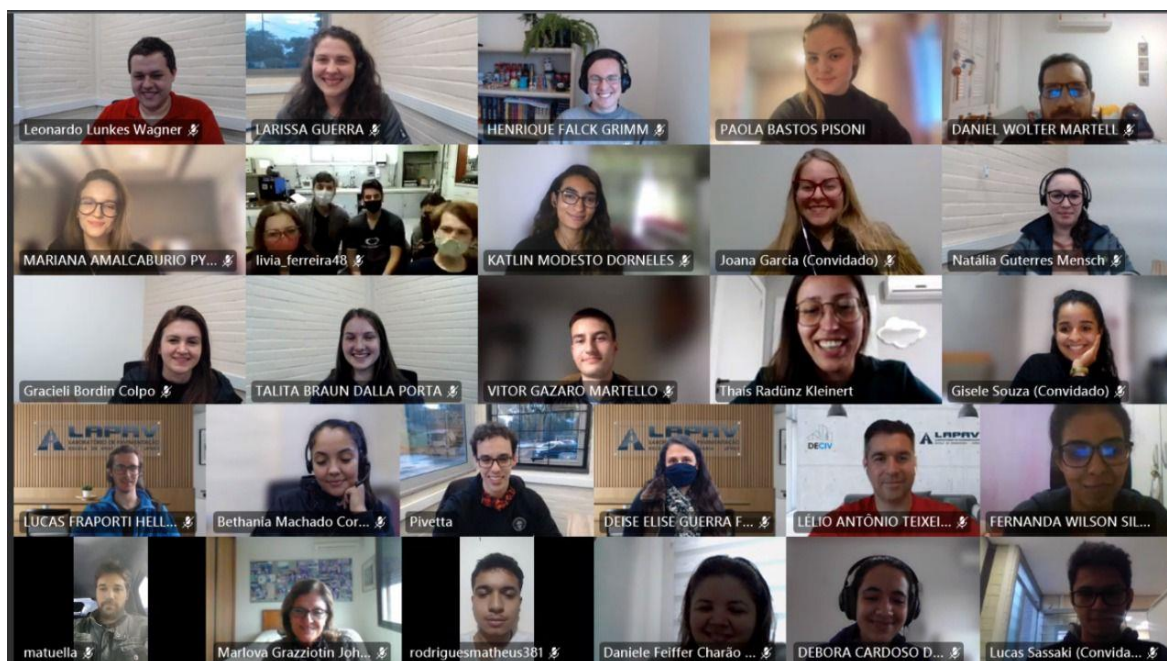 Leonardo Lunkes Wagner
LARISSA GUERRA
HENRIQUE FALCK GRIMM
PAOLA BASTOS PISONI
DANIEL WOLTER MARTELL
MARIANA AMALCABURIO PY...
livia_ferreira48
KATLIN MODESTO DORNELES
Joana Garcia (Convidado)
Natália Guterres Mensch
Gracieli Bordin Colpo
TALITA BRAUN DALLA PORTA
VITOR GAZARO MARTELLO
Thaís Radünz Kleinert
Gisele Souza (Convidado)
LAPAV
LAPAV
DECIV
LAPAV
LUCAS FRAPORTI HELL...
Bethania Machado Cor...
Pivetta
DEISE ELISE GUERRA F...
LÉLIO ANTÔNIO TEIXEI...
FERNANDA WILSON SIL...
matuella
Marlova Grazziotin Joh...
rodriguesmatheus381
Daniele Feiffer Charão ...
DEBORA CARDOSO D...
Lucas Sassaki (Convida...